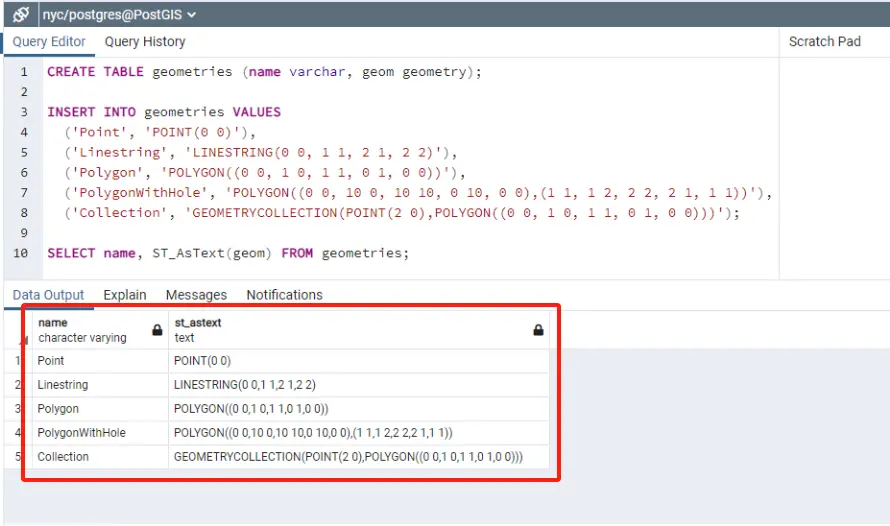 nyc/postgres@PostGIS
Query Editor Query History Scratch Pad
1 CREATE TABLE geometries (name varchar, geom geometry);
2
3 INSERT INTO geometries VALUES
4 ('Point', 'POINT(0 0)'),
5 ('Linestring', 'LINESTRING(0 0, 1 1, 2 1, 2 2)'),
6 ('Polygon', 'POLYGON((0 0, 1 0, 1 1, 0 1, 0 0))'),
7 ('PolygonWithHole', 'POLYGON((0 0, 10 0, 10 10, 0 10, 0 0),(1 1, 1 2, 2 2, 2 1, 1 1))'),
8 ('Collection', 'GEOMETRYCOLLECTION(POINT(2 0),POLYGON((0 0, 1 0, 1 1, 0 1, 0 0)))');
9
10 SELECT name, ST_AsText(geom) FROM geometries;
Data Output Explain Messages Notifications
name st_astext
character varying text
1 Point POINT(0 0)
2 Linestring LINESTRING(0 0,1 1,2 1,2 2)
3 Polygon POLYGON((0 0,1 0,1 1,0 1,0 0))
4 PolygonWithHole POLYGON((0 0,10 0,10 10,0 10,0 0),(1 1,1 2,2 2,2 1,1 1))
5 Collection GEOMETRYCOLLECTION(POINT(2 0),POLYGON((0 0,1 0,1 1,0 1,0 0)))